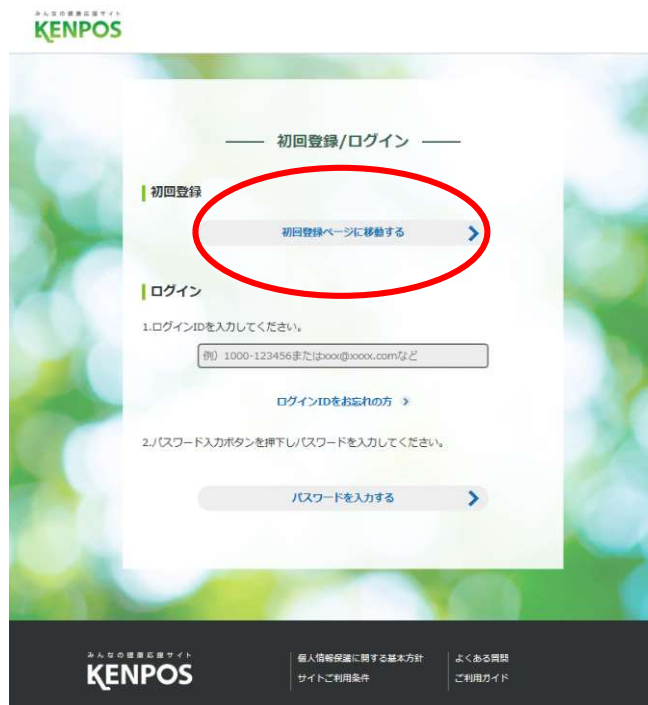 みんなの健康応援サイト
KENPOS
初回登録/ログイン
初回登録
初回登録ページに移動する
ログイン
1.ログインIDを入力してください。
例）1000-123456またはxxx@xxxx.comなど
ログインIDをお忘れの方
2.パスワード入力ボタンを押下しパスワードを入力してください。
パスワードを入力する
みんなの健康応援サイト
KENPOS
個人情報保護に関する基本方針 よくある質問
サイトご利用条件 ご利用ガイド